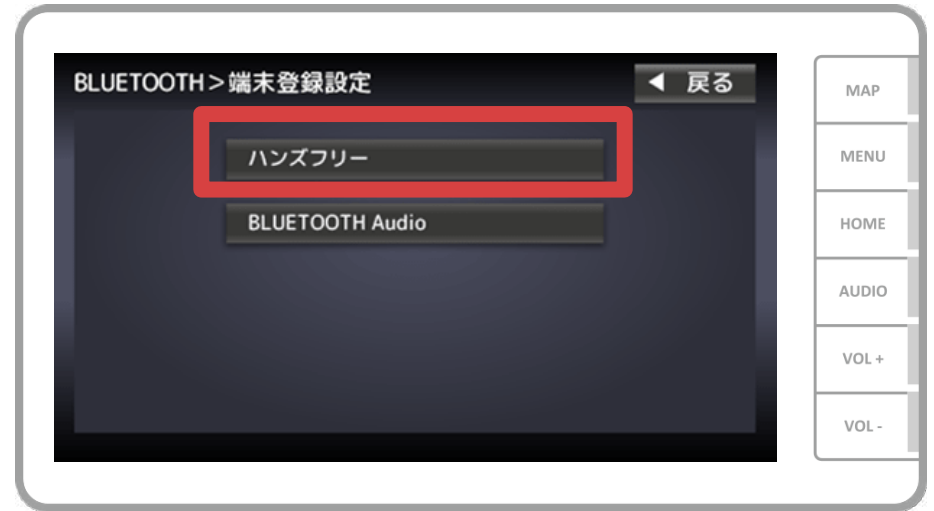 BLUETOOTH>端末登録設定
◀ 戻る
ハンズフリー
BLUETOOTH Audio
MAP
MENU
HOME
AUDIO
VOL +
VOL -